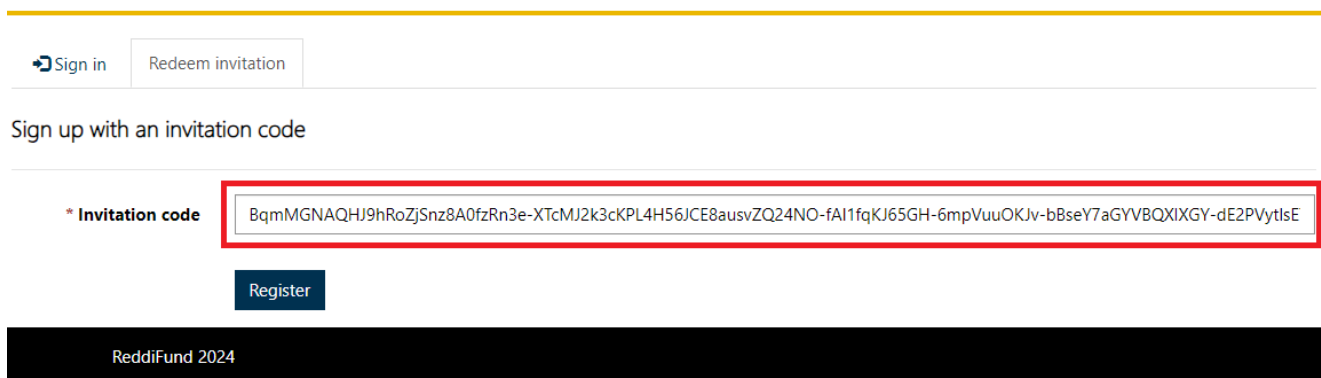 Sign in
Redeem invitation
Sign up with an invitation code
* Invitation code
BqmMGNAQHJ9hRoZjSnz8A0fzRn3e-XTcMJ2k3cKPL4H56JCE8ausvZQ24NO-fAI1fqKJ65GH-6mpVuuOKJv-bBseY7aGYVBQXIXGY-dE2PVytIsE
Register
ReddiFund 2024